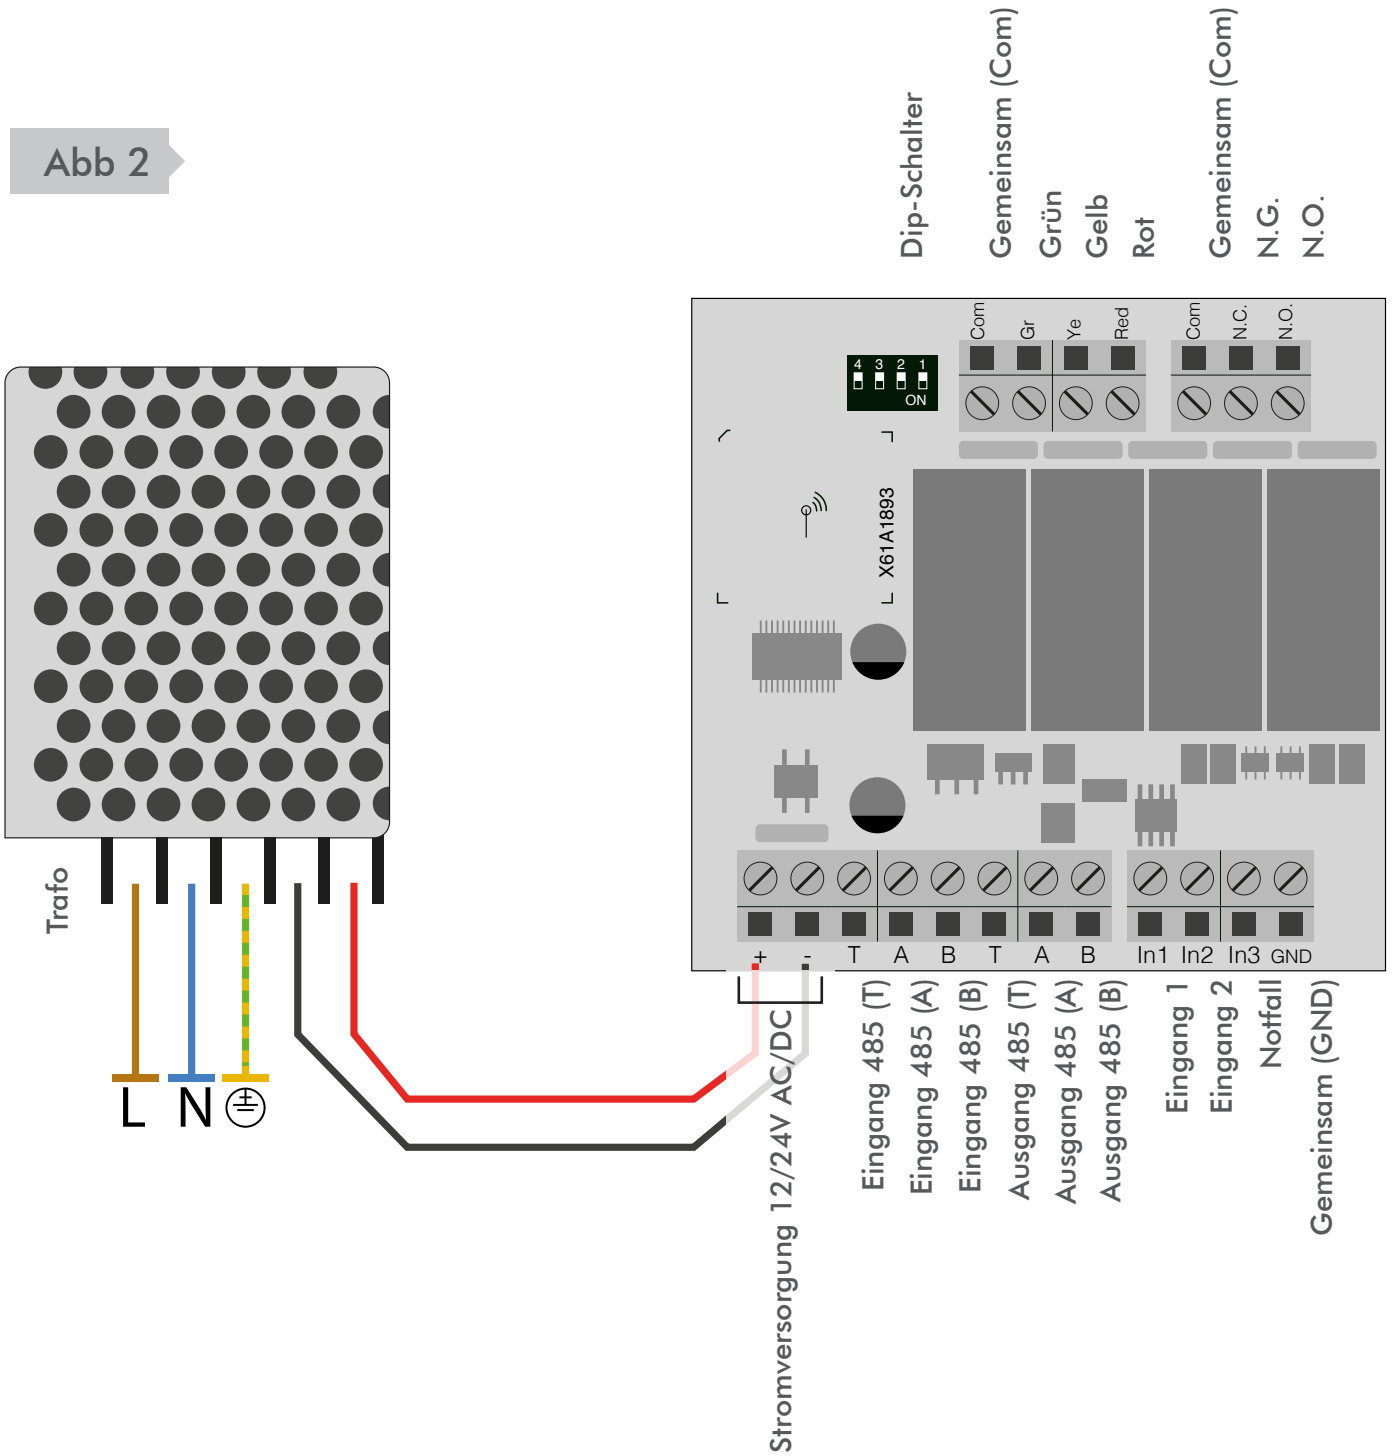 Abb 2
Dip-Schalter
Gemeinsam (Com)
Grün
Gelb
Rot
Gemeinsam (Com)
N.G.
N.O.
Com
Gr
Ye
Red
Com
N.C.
N.O.
4 3 2 1
ON
X61A1893
Trafo
+ - T A B T A B In1 In2 In3 GND
L N
Stromversorgung 12/24V AC/DC
Eingang 485 (T)
Eingang 485 (A)
Eingang 485 (B)
Ausgang 485 (T)
Ausgang 485 (A)
Ausgang 485 (B)
Eingang 1
Eingang 2
Notfall
Gemeinsam (GND)